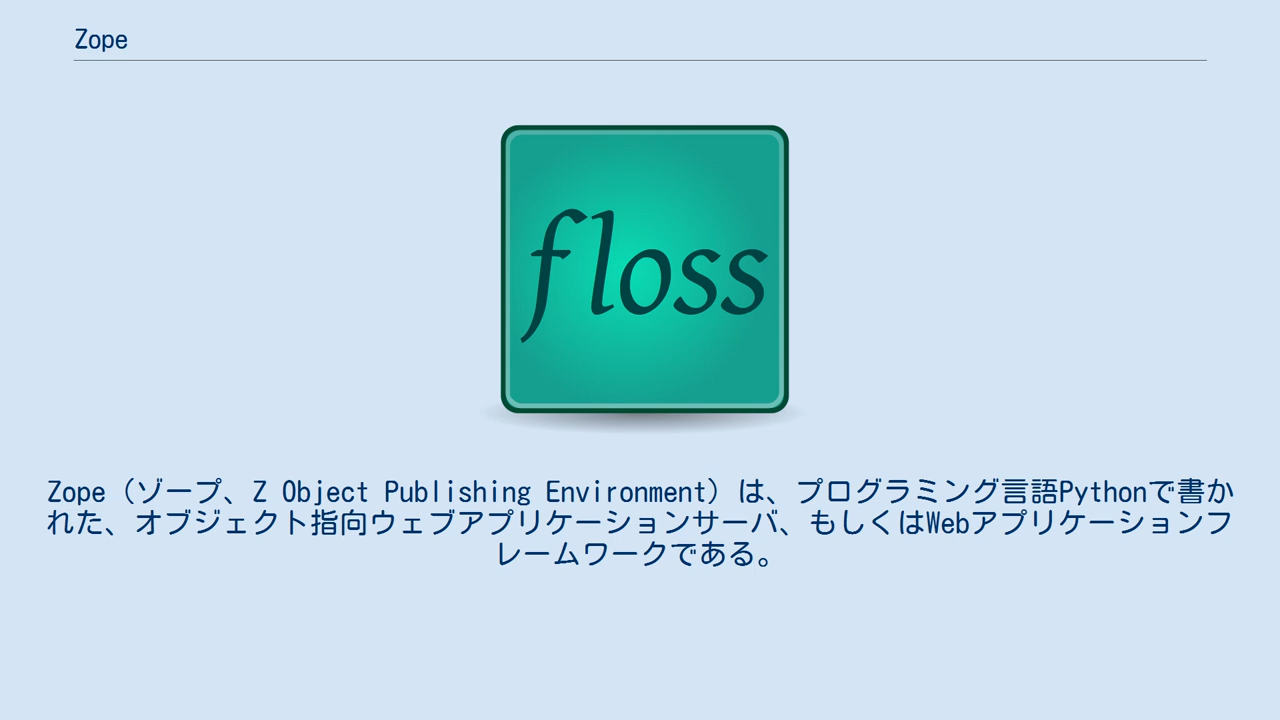 Zope
floss
Zope（ゾープ、Z Object Publishing Environment）は、プログラミング言語Pythonで書か
れた、オブジェクト指向ウェブアプリケーションサーバ、もしくはWebアプリケーションフ
レームワークである。